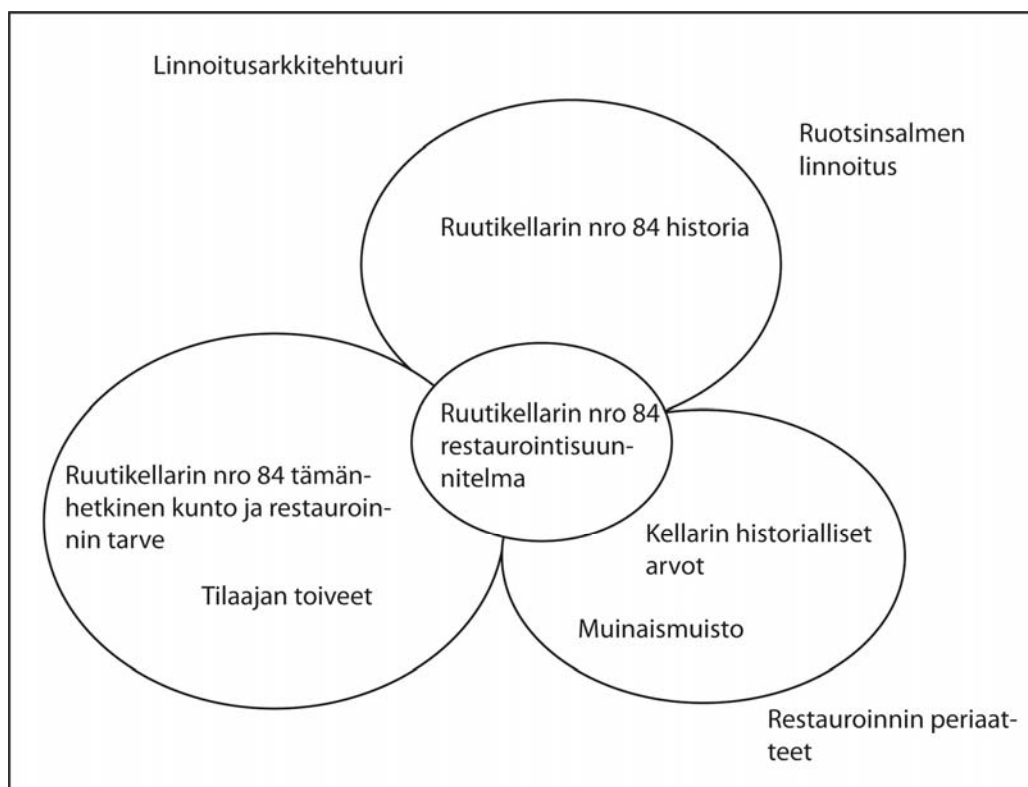 Linnoitusarkkitehtuuri
Ruotsinsalmen
linnoitus
Ruutikellarin nro 84 historia
Ruutikellarin nro 84
restaurointisuun-
nitelma
Ruutikellarin nro 84 tämän-
hetkinen kunto ja restauroin-
nin tarve
Tilaajan toiveet
Kellarin historialliset
arvot
Muinaismuisto
Restauroinnin periaat-
teet